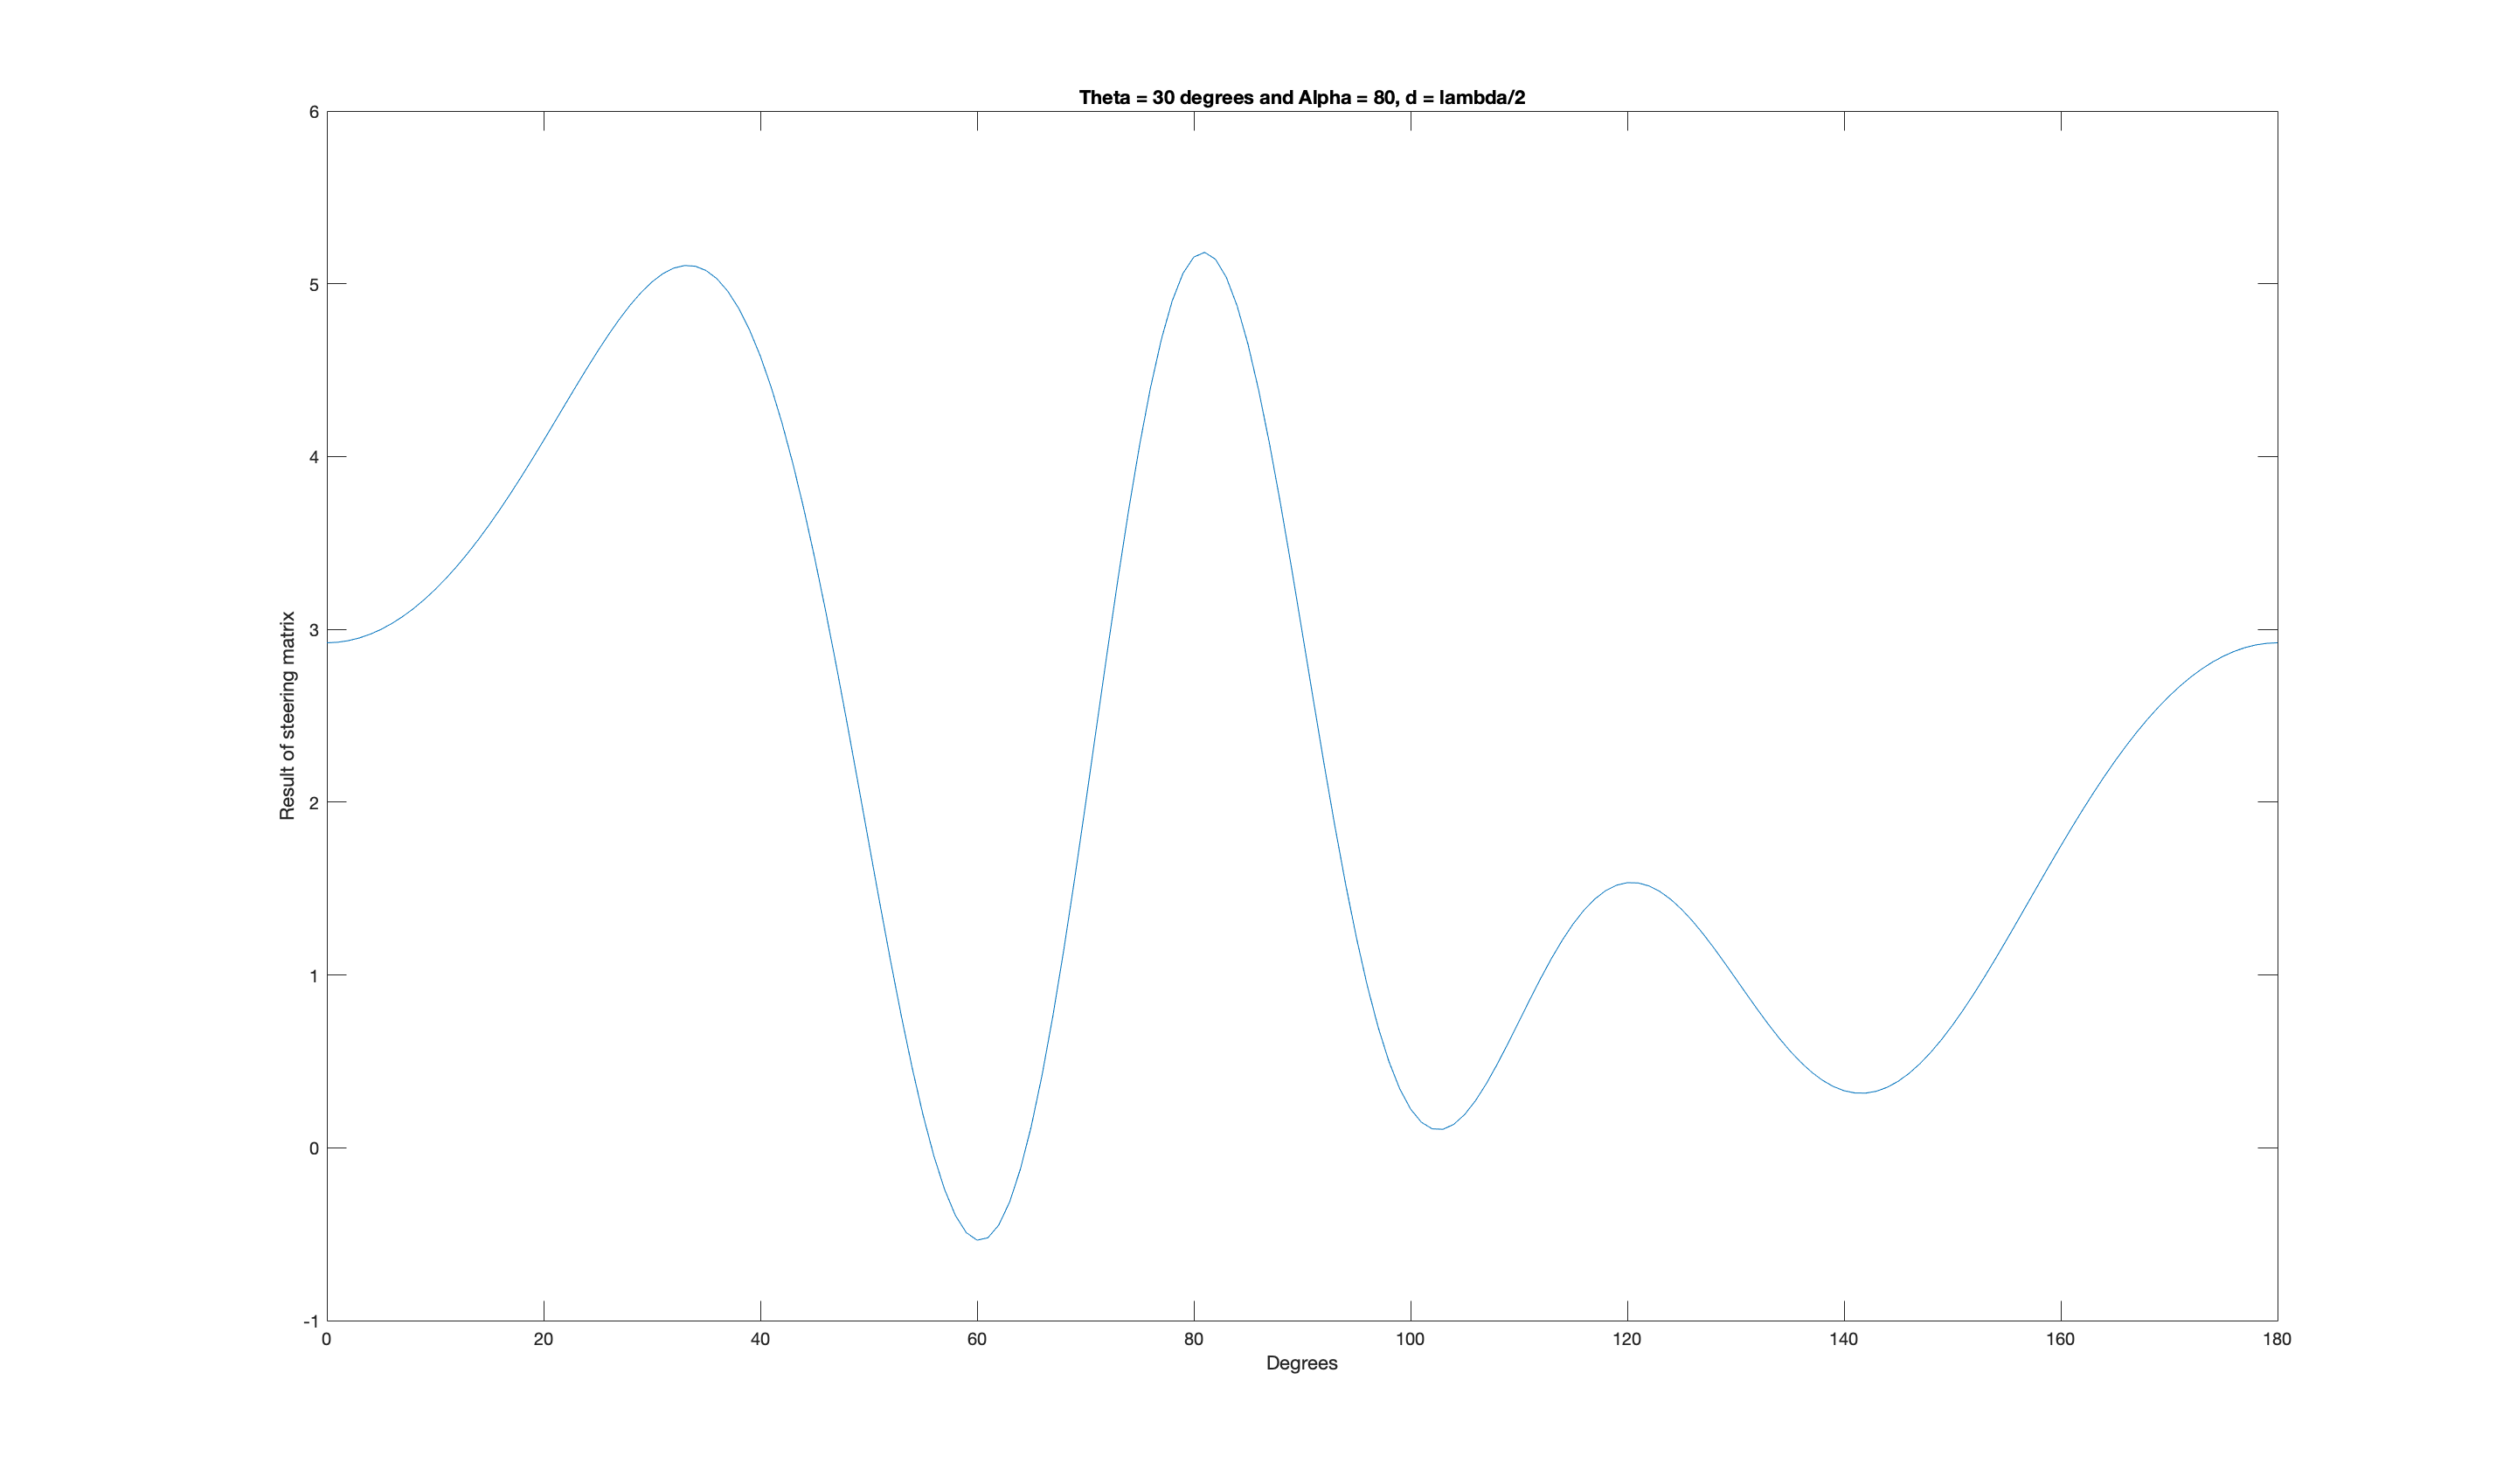 Theta = 30 degrees and Alpha = 80, d = lambda/2
6
5
4
3
2
1
0
-1
Result of steering matrix
0 20 40 60 80 100 120 140 160 180
Degrees